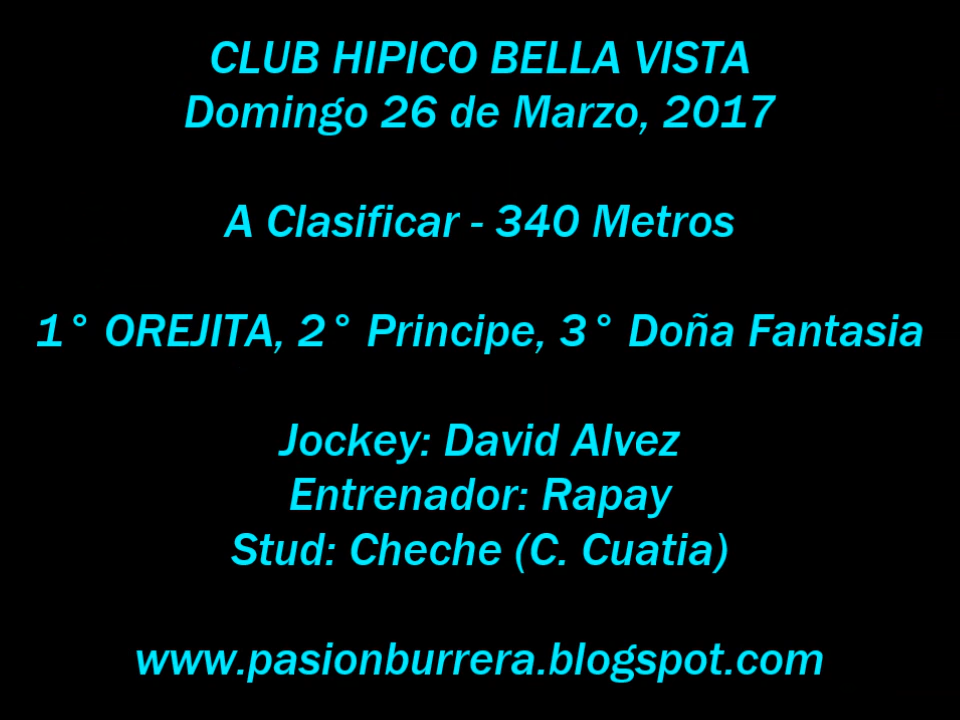 CLUB HIPICO BELLA VISTA
Domingo 26 de Marzo, 2017
A Clasificar - 340 Metros
1° OREJITA, 2° Principe, 3° Doña Fantasia
Jockey: David Alvez
Entrenador: Rapay
Stud: Cheche (C. Cuatia)
www.pasionburrera.blogspot.com